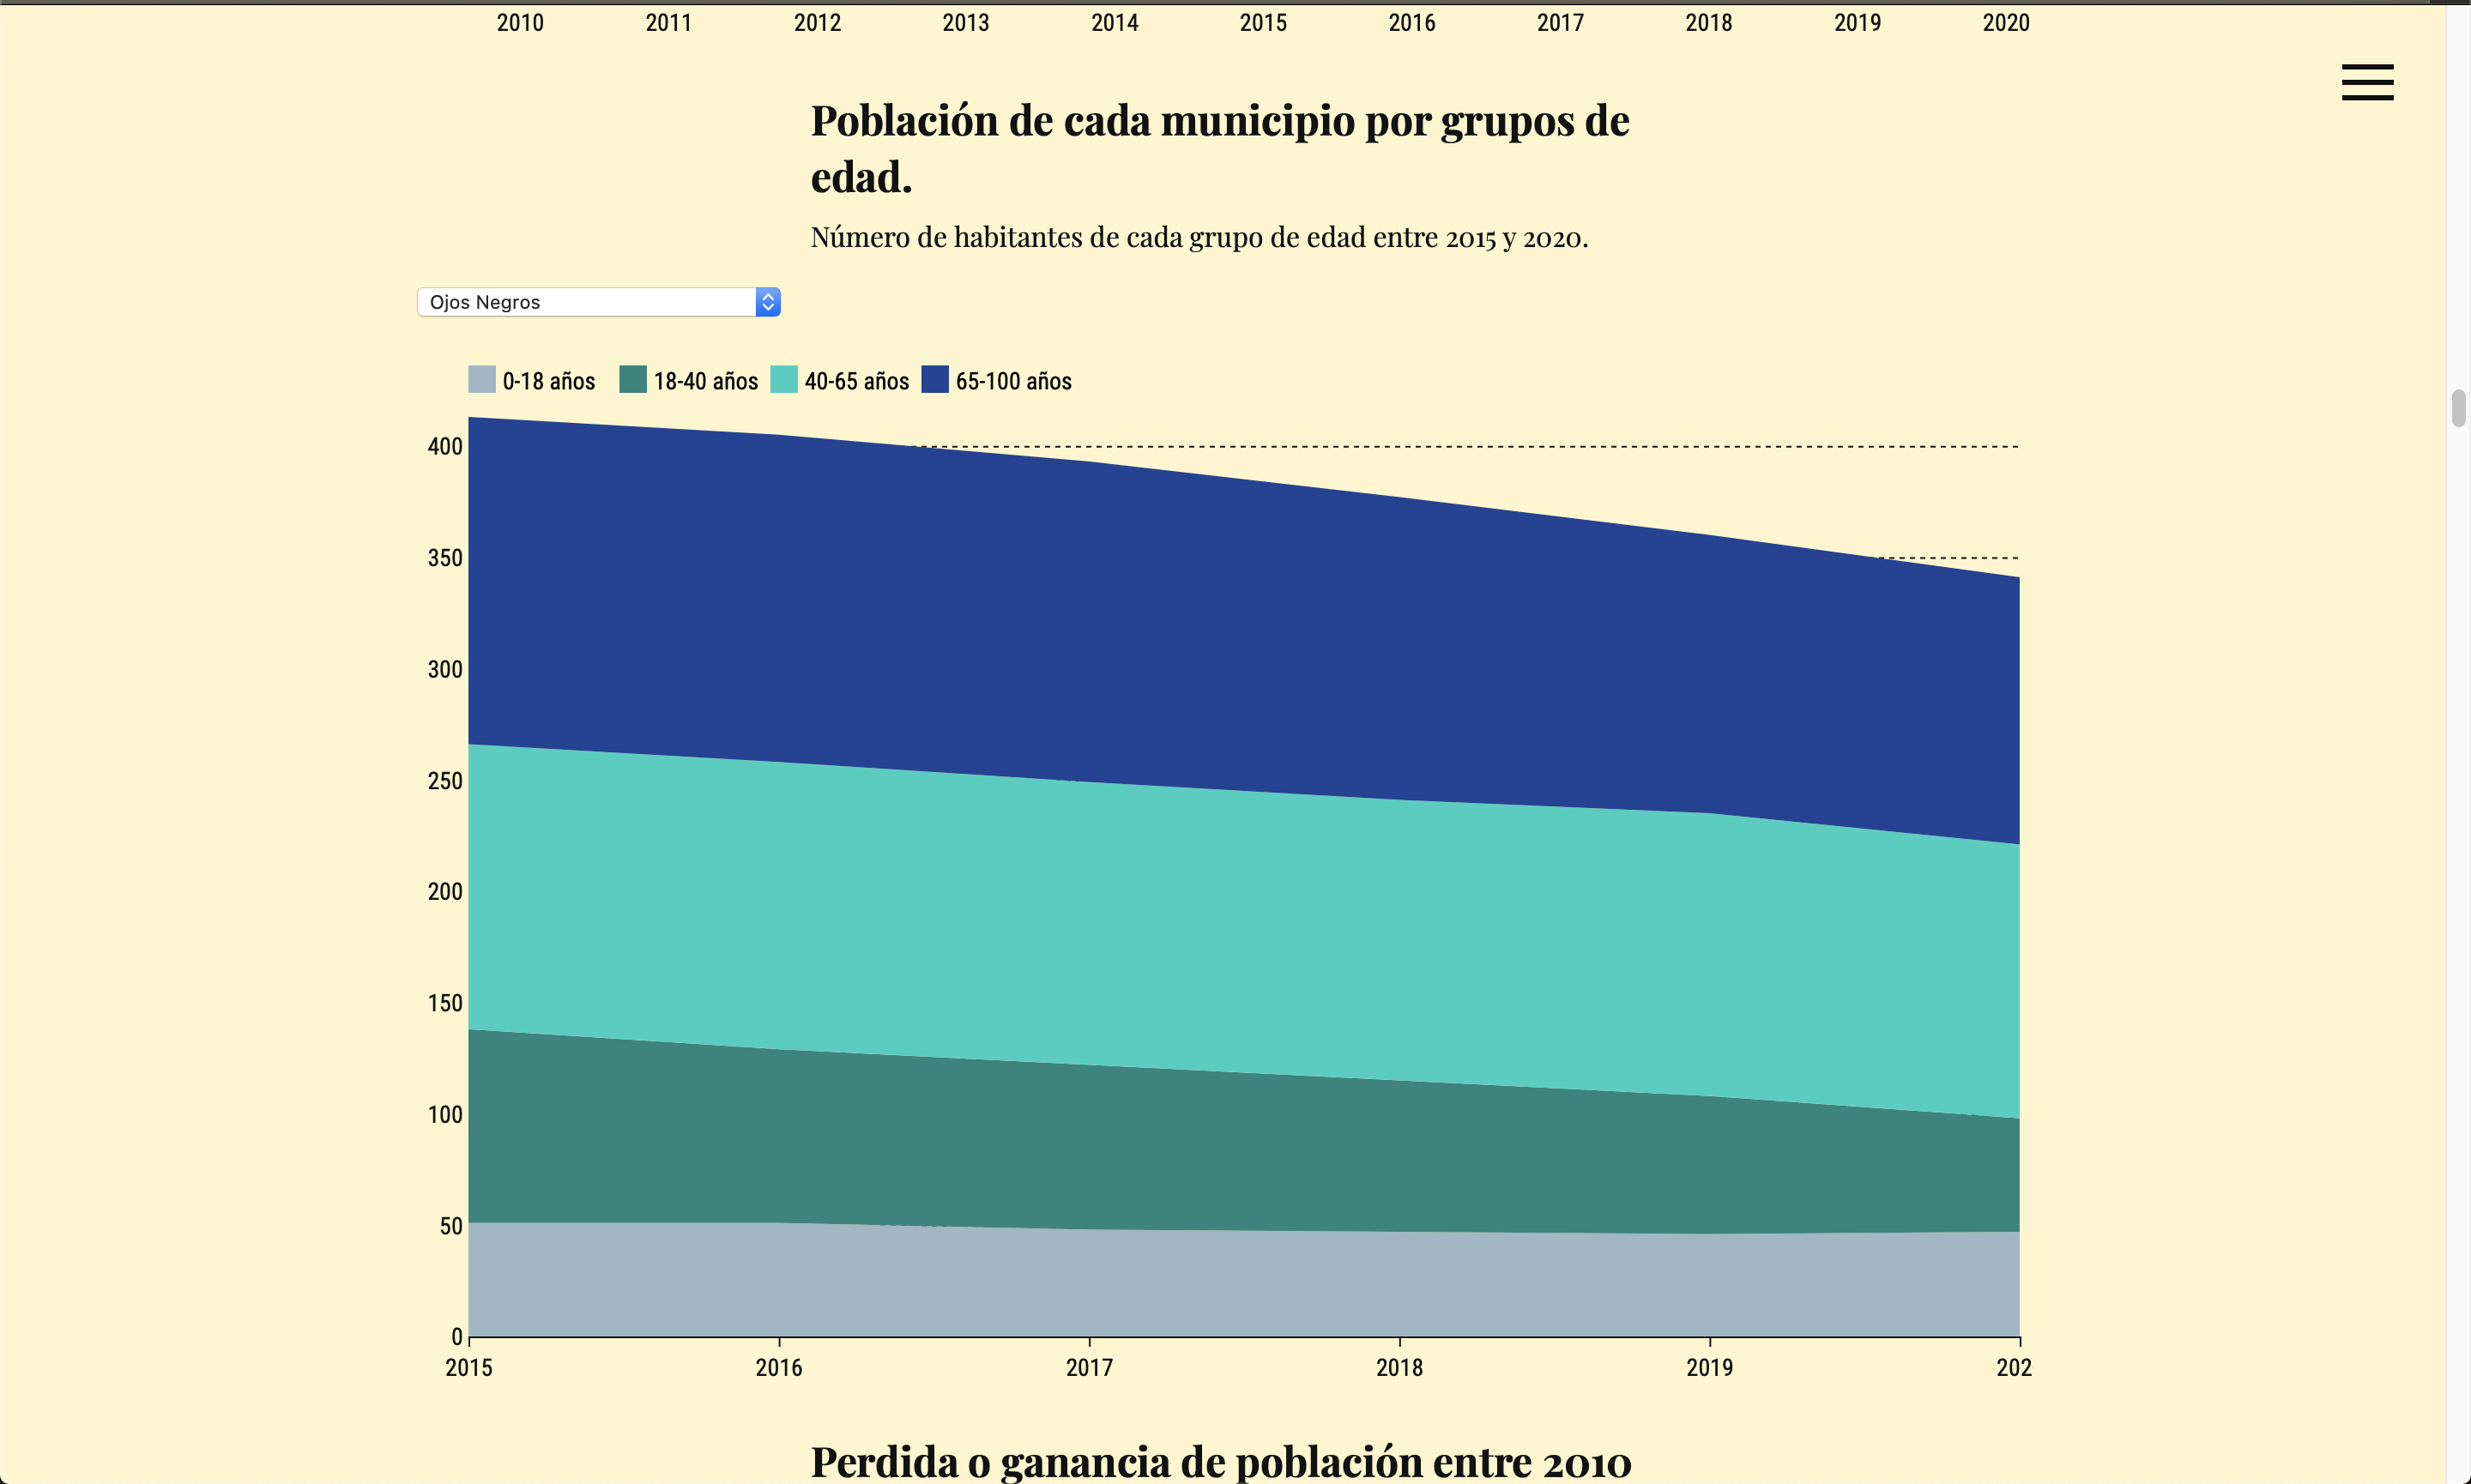 2010 2011 2012 2013 2014 2015 2016 2017 2018 2019 2020
Población de cada municipio por grupos de
edad.
Número de habitantes de cada grupo de edad entre 2015 y 2020.
Ojos Negros
0-18 años 18-40 años 40-65 años 65-100 años
400
350
300
250
200
150
100
50
0
2015 2016 2017 2018 2019 202
Perdida o ganancia de población entre 2010